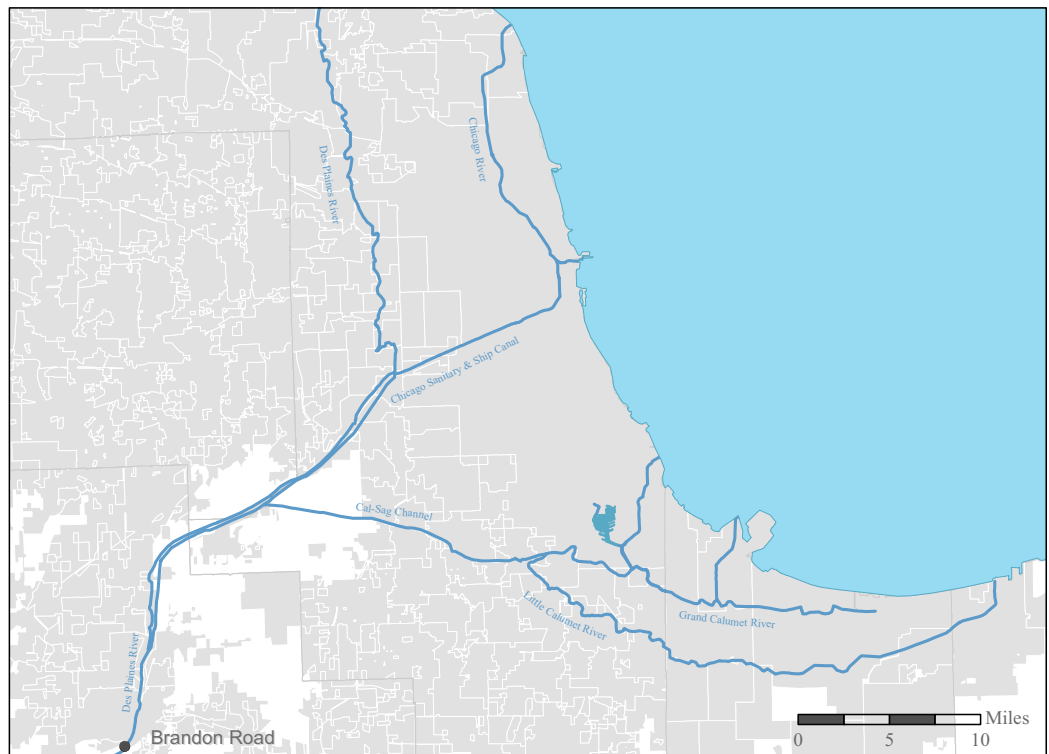 Chicago River
Des Plaines River
Chicago Sanitary & Ship Canal
Cal-Sag Channel
Little Calumet River
Grand Calumet River
Des Plaines River
Brandon Road
Miles
0 5 10